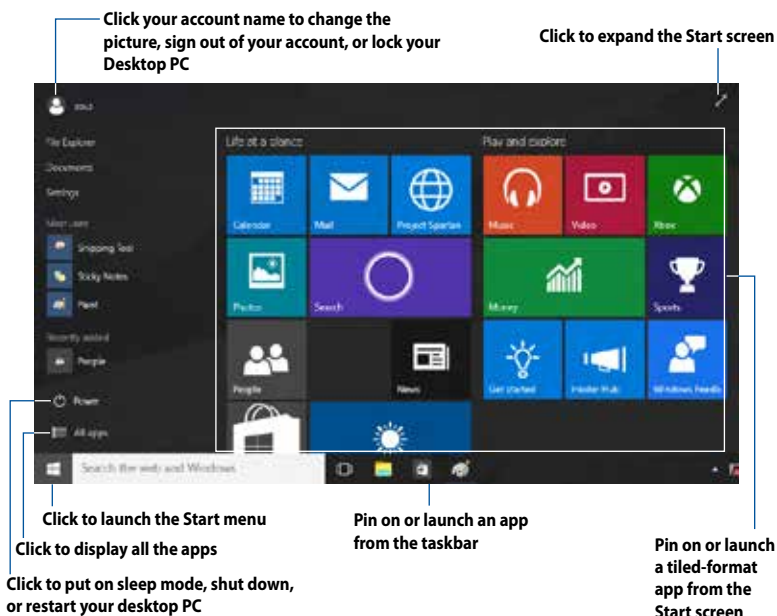 Click your account name to change the
picture, sign out of your account, or lock your
Desktop PC
Click to expand the Start screen
File Explorer
Documents
Settings
Most used
Snipping Tool
Sticky Notes
Paint
Recently added
People
Power
All apps
Search the web and Windows
Life at a glance
Play and explore
Calendar
Mail
Project Spartan
Music
Video
Xbox
Photos
Search
Money
Sports
People
News
Get started
Insider Hub
Windows Feedb
Click to launch the Start menu
Click to display all the apps
Click to put on sleep mode, shut down,
or restart your desktop PC
Pin on or launch an app
from the taskbar
Pin on or launch
a tiled-format
app from the
Start screen